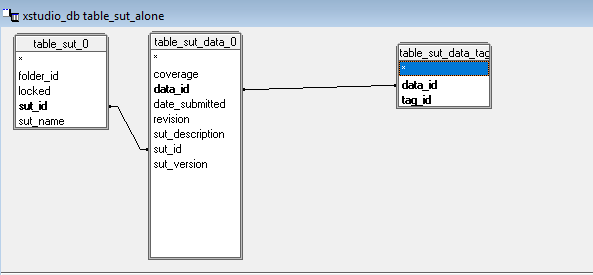 xstudio_db table_sut_alone
table_sut_0
*
folder_id
locked
sut_id
sut_name
table_sut_data_0
*
coverage
data_id
date_submitted
revision
sut_description
sut_id
sut_version
table_sut_data_tag
*
data_id
tag_id